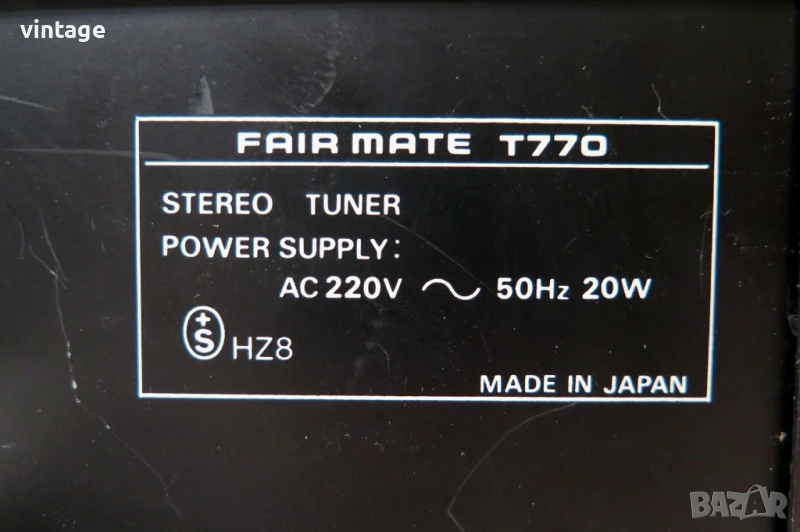 vintage
FAIR MATE T770
STEREO TUNER
POWER SUPPLY:
AC 220V ~ 50Hz 20W
+S HZ8
MADE IN JAPAN
BAZAR